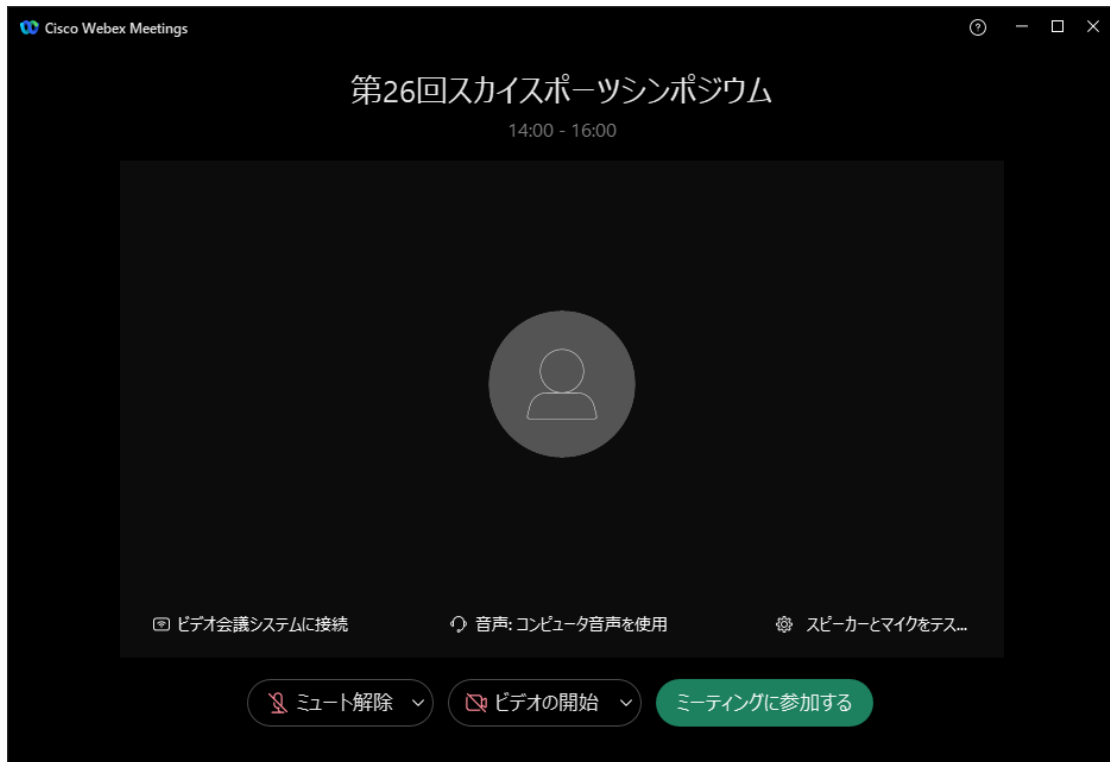 Cisco Webex Meetings
第26回スカイスポーツシンポジウム
14:00 - 16:00
ビデオ会議システムに接続
音声: コンピュータ音声を使用
スピーカーとマイクをテス...
ミュート解除
ビデオの開始
ミーティングに参加する